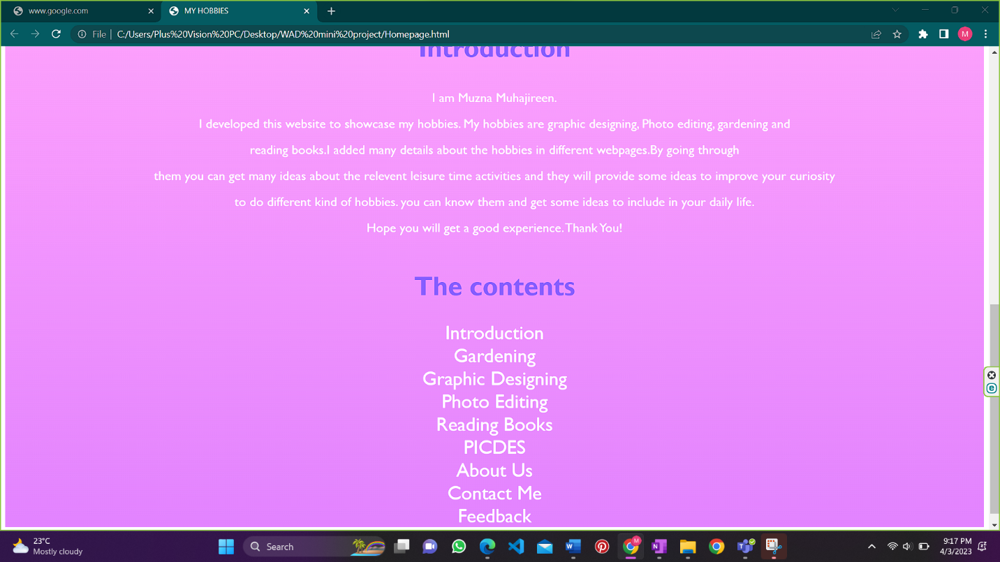 www.google.com
MY HOBBIES
File | C:/Users/Plus%20Vision%20PC/Desktop/WAD%20mini%20project/Homepage.html
M
Introduction
I am Muzna Muhajireen.
I developed this website to showcase my hobbies. My hobbies are graphic designing, Photo editing, gardening and
reading books.I added many details about the hobbies in different webpages.By going through
them you can get many ideas about the relevent leisure time activities and they will provide some ideas to improve your curiosity
to do different kind of hobbies. you can know them and get some ideas to include in your daily life.
Hope you will get a good experience. Thank You!
The contents
Introduction
Gardening
Graphic Designing
Photo Editing
Reading Books
PICDES
About Us
Contact Me
Feedback
23°C
Mostly cloudy
Search
9:17 PM
4/3/2023